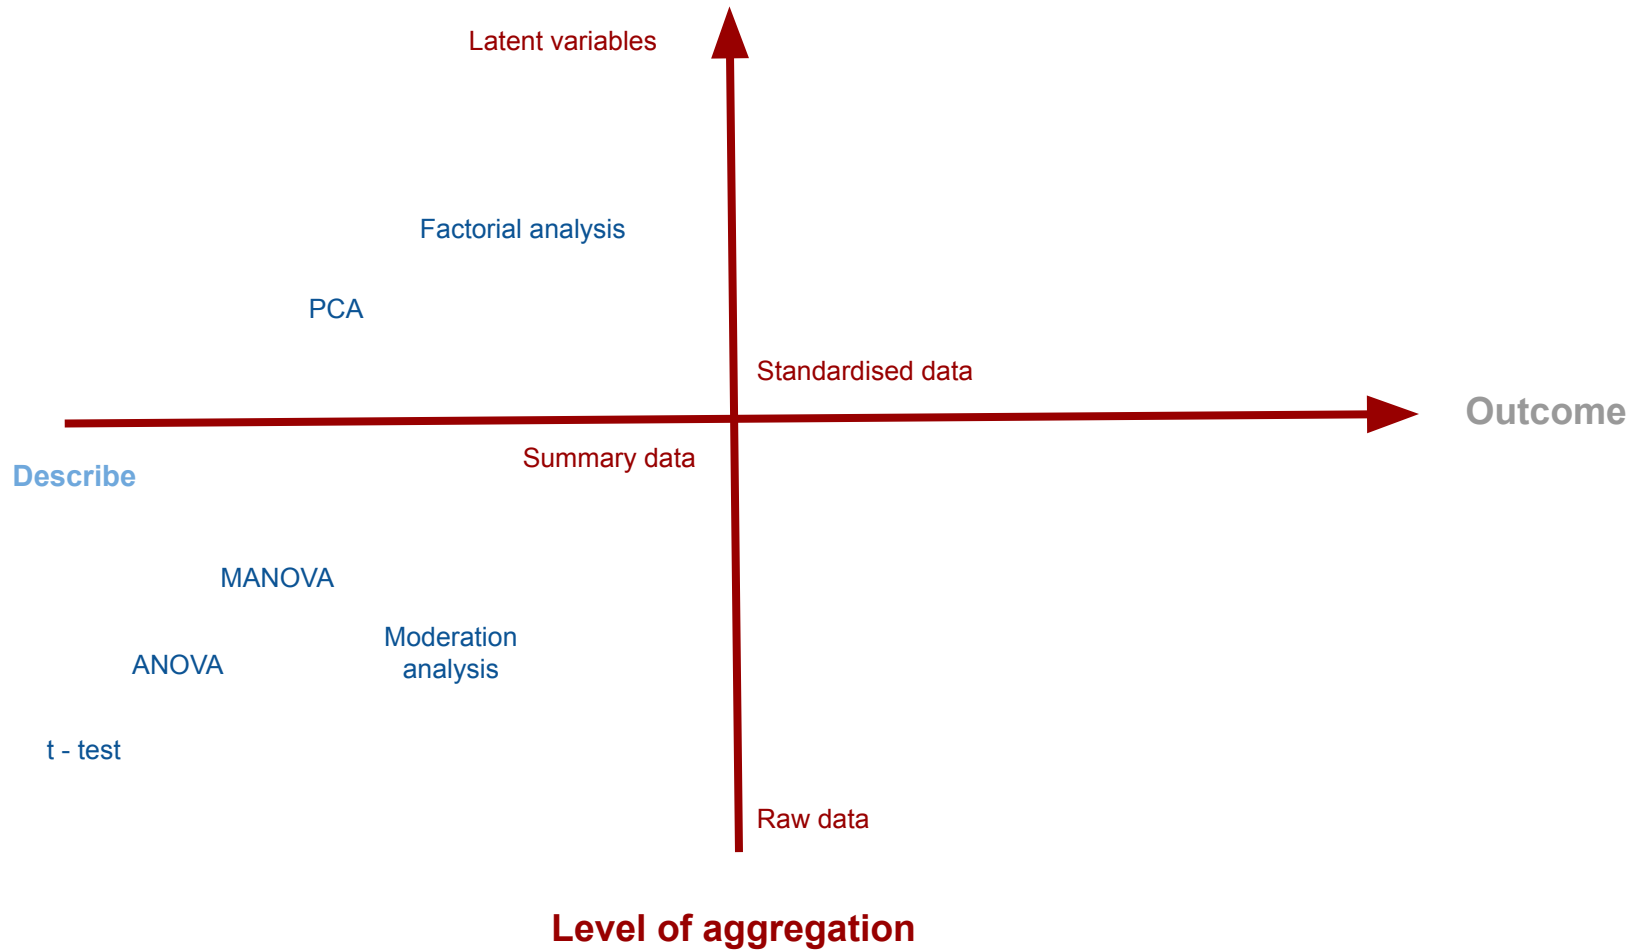 Latent variables
Factorial analysis
PCA
Standardised data
Outcome
Summary data
Describe
MANOVA
Moderation
analysis
ANOVA
t - test
Raw data
Level of aggregation